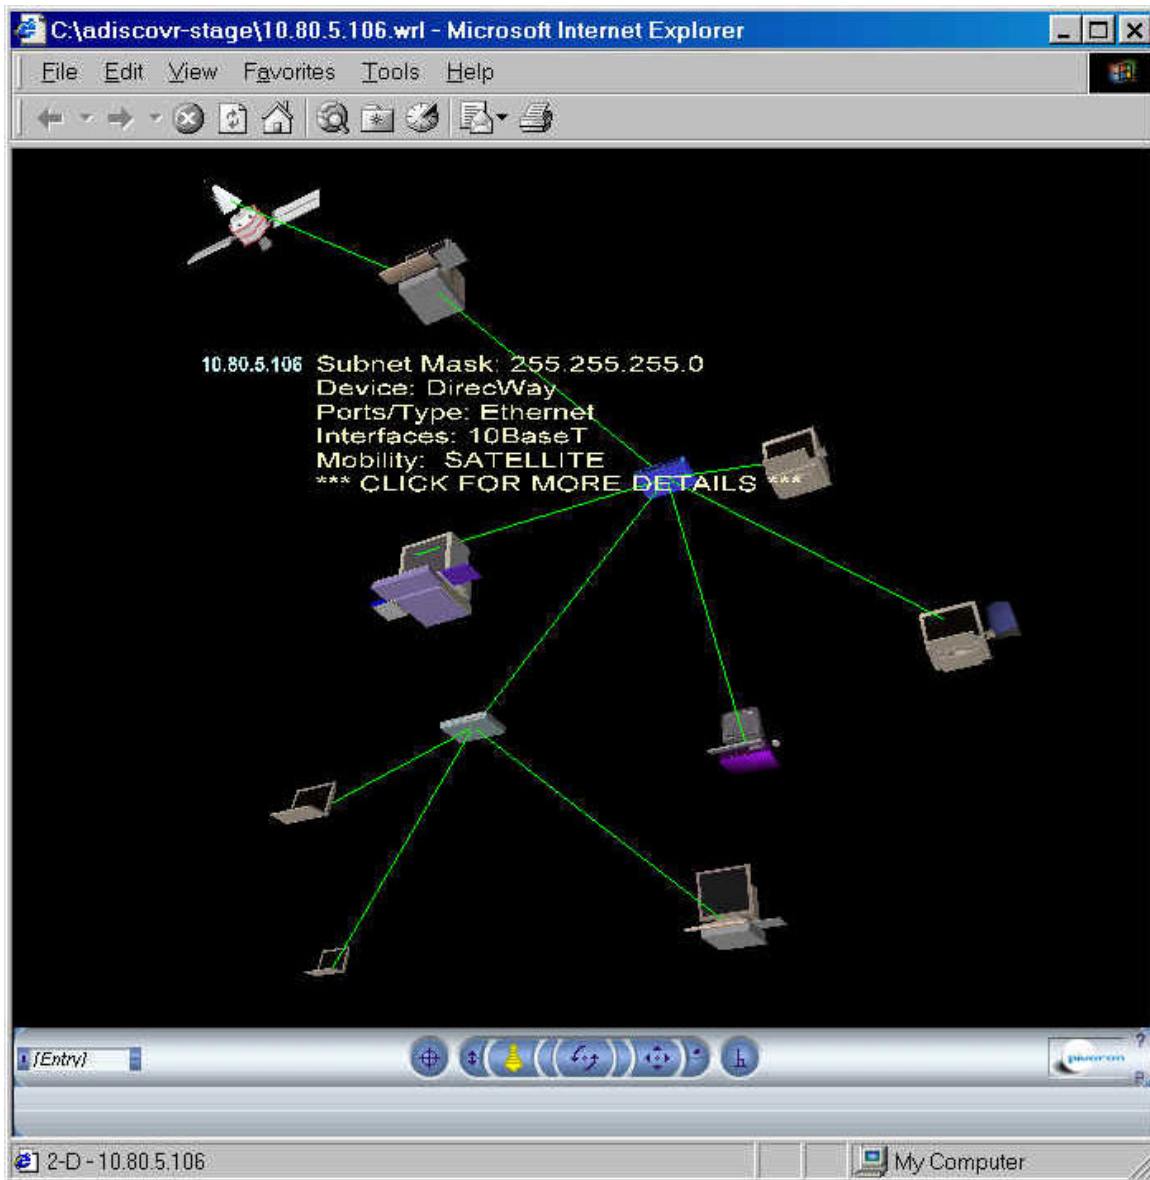 C:\adiscovr-stage\10.80.5.106.wrl - Microsoft Internet Explorer
File Edit View Favorites Tools Help
10.80.5.106 Subnet Mask: 255.255.255.0
Device: DirecWay
Ports/Type: Ethernet
Interfaces: 10BaseT
Mobility: SATELLITE
*** CLICK FOR MORE DETAILS ***
[Entry]
?
2-D - 10.80.5.106
My Computer